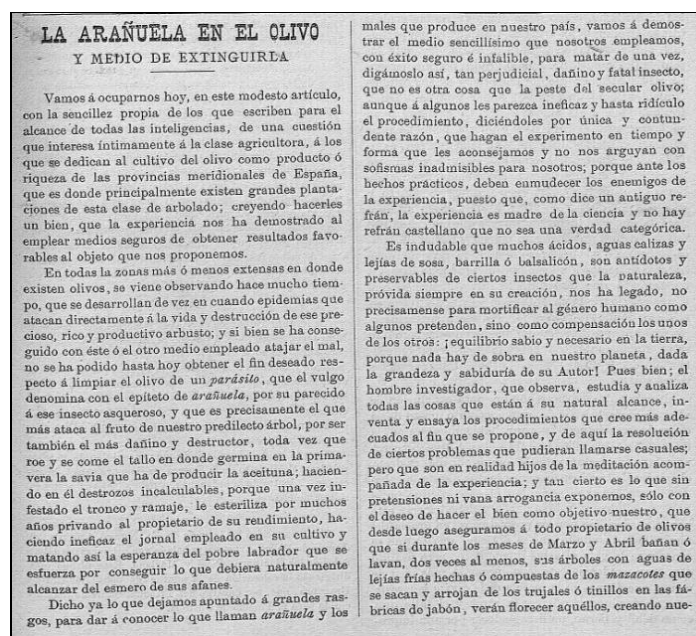 LA ARAÑUELA EN EL OLIVO
Y MEDIO DE EXTINGUIRLA
Vamos á ocuparnos hoy, en este modesto artículo,
con la sencillez propia de los que escriben para el
alcance de todas las inteligencias, de una cuestión
que interesa íntimamente á la clase agricultora, á los
que se dedican al cultivo del olivo como producto ó
riqueza de las provincias meridionales de España,
que es donde principalmente existen grandes planta-
ciones de esta clase de arbolado; creyendo hacerles
un bien, que la experiencia nos ha demostrado al
emplear medios seguros de obtener resultados favo-
rables al objeto que nos proponemos.
En todas la zonas más ó menos extensas en donde
existen olivos, se viene observando hace mucho tiem-
po, que se desarrollan de vez en cuando epidemias que
atacan directamente á la vida y destrucción de ese pre-
cioso, rico y productivo arbusto; y si bien se ha conse-
guido con éste ó el otro medio empleado atajar el mal,
no se ha podido hasta hoy obtener el fin deseado res-
pecto á limpiar el olivo de un parásito, que el vulgo
denomina con el epíteto de arañuela, por su parecido
á ese insecto asqueroso, y que es precisamente el que
más ataca al fruto de nuestro predilecto árbol, por ser
también el más dañino y destructor, toda vez que
roe y se come el tallo en donde germina en la prima-
vera la savia que ha de producir la aceituna; hacien-
do en él destrozos incalculables, porque una vez in-
festado el tronco y ramaje, le esteriliza por muchos
años privando al propietario de su rendimiento, ha-
ciendo ineficaz el jornal empleado en su cultivo y
matando así la esperanza del pobre labrador que se
esfuerza por conseguir lo que debiera naturalmente
alcanzar del esmero de sus afanes.
Dicho ya lo que dejamos apuntado á grandes ras-
gos, para dar á conocer lo que llaman arañuela y los
males que produce en nuestro país, vamos á demos-
trar el medio sencillísimo que nosotros empleamos,
con éxito seguro é infalible, para matar de una vez,
digámoslo así, tan perjudicial, dañino y fatal insecto,
que no es otra cosa que la peste del secular olivo;
aunque á algunos les parezca ineficaz y hasta ridículo
el procedimiento, diciéndoles por única y contun-
dente razón, que hagan el experimento en tiempo y
forma que les aconsejamos y no nos arguyan con
sofismas inadmisibles para nosotros; porque ante los
hechos prácticos, deben enmudecer los enemigos de
la experiencia, puesto que, como dice un antiguo re-
frán, la experiencia es madre de la ciencia y no hay
refrán castellano que no sea una verdad categórica.
Es indudable que muchos ácidos, aguas calizas y
lejías de sosa, barrilla ó balsalicón, son antídotos y
preservables de ciertos insectos que la naturaleza,
próvida siempre en su creación, nos ha legado, no
precisamente para mortificar al género humano como
algunos pretenden, sino como compensación los unos
de los otros: ¡equilibrio sabio y necesario en la tierra,
porque nada hay de sobra en nuestro planeta, dada
la grandeza y sabiduría de su Autor! Pues bien; el
hombre investigador, que observa, estudia y analiza
todas las cosas que están á su natural alcance, in-
venta y ensaya los procedimientos que cree más ade-
cuados al fin que se propone, y de aquí la resolución
de ciertos problemas que pudieran llamarse casuales;
pero que son en realidad hijos de la meditación acom-
pañada de la experiencia; y tan cierto es lo que sin
pretensiones ni vana arrogancia exponemos, sólo con
el deseo de hacer el bien como objetivo nuestro, que
desde luego aseguramos á todo propietario de olivos
que si durante los meses de Marzo y Abril bañan ó
lavan, dos veces al menos, sus árboles con aguas de
lejías frías hechas ó compuestas de los mazacotes que
se sacan y arrojan de los trujales ó tinillos en las fá-
bricas de jabón, verán florecer aquéllos, creando nue-